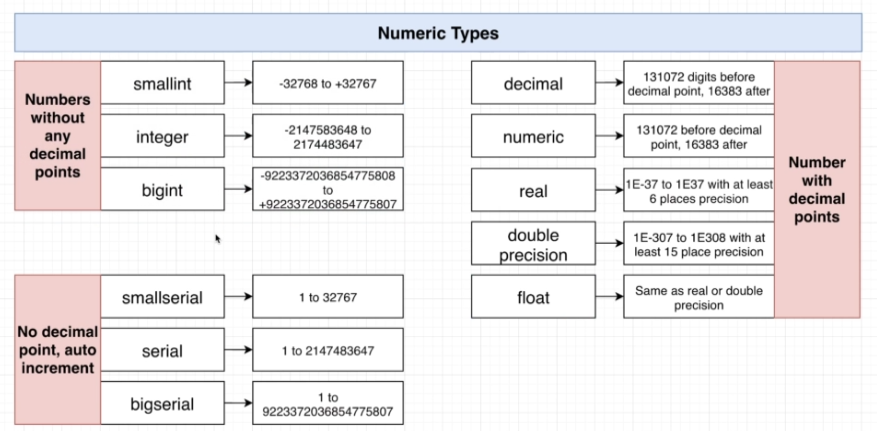 Numeric Types
Numbers
without
any
decimal
points
smallint
-32768 to +32767
integer
-2147583648 to
2174483647
bigint
-9223372036854775808
to
+9223372036854775807
No decimal
point, auto
increment
smallserial
1 to 32767
serial
1 to 2147483647
bigserial
1 to
9223372036854775807
decimal
131072 digits before
decimal point, 16383 after
numeric
131072 before decimal
point, 16383 after
real
1E-37 to 1E37 with at least
6 places precision
double
precision
1E-307 to 1E308 with at
least 15 place precision
float
Same as real or double
precision
Number
with
decimal
points